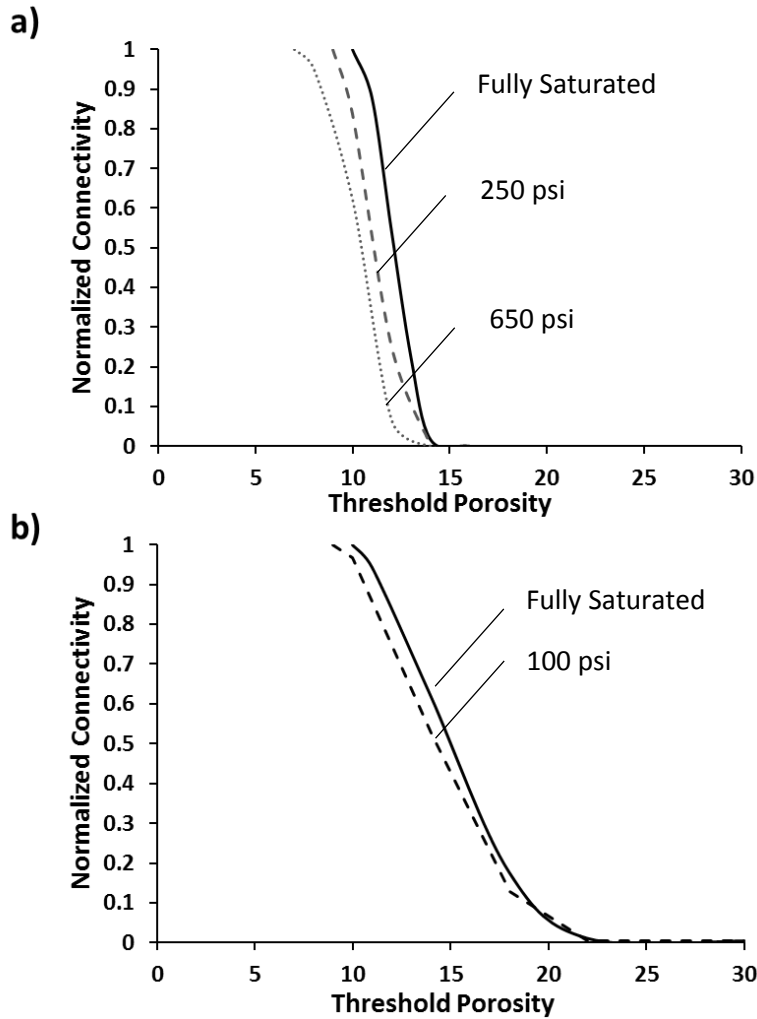 a)
Normalized Connectivity
1
0.9
0.8
0.7
0.6
0.5
0.4
0.3
0.2
0.1
0
Fully Saturated
250 psi
650 psi
0 5 10 15 20 25 30
Threshold Porosity
b)
Normalized Connectivity
1
0.9
0.8
0.7
0.6
0.5
0.4
0.3
0.2
0.1
0
Fully Saturated
100 psi
0 5 10 15 20 25 30
Threshold Porosity